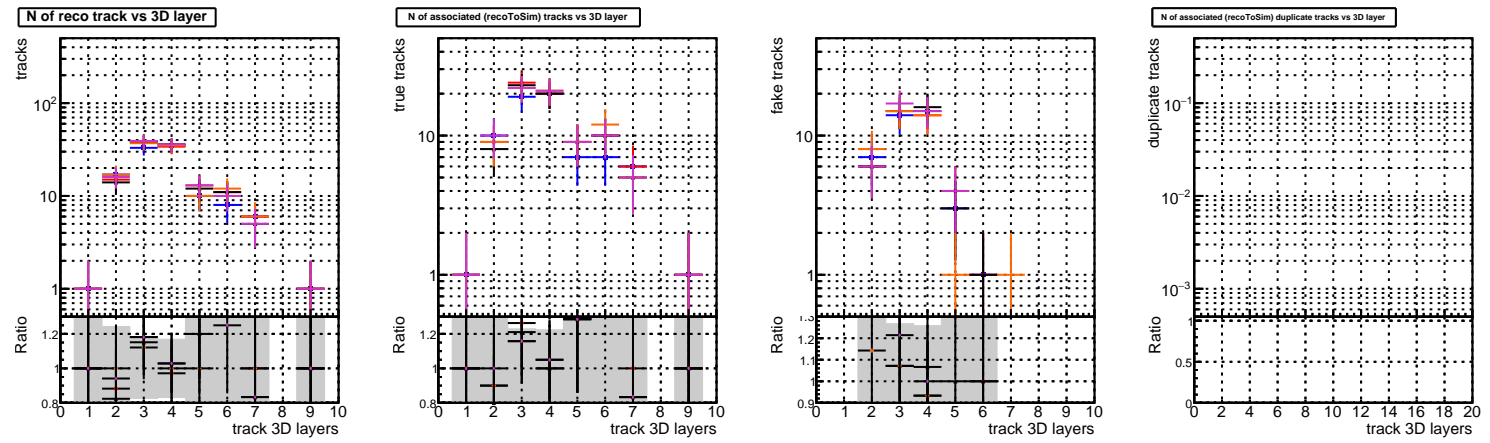 N of reco track vs 3D layer
tracks
10²
10
1
Ratio
1.2
1
0.8
0 1 2 3 4 5 6 7 8 9 10
track 3D layers
N of associated (recoToSim) tracks vs 3D layer
true tracks
10
1
Ratio
1.2
1
0.8
0 1 2 3 4 5 6 7 8 9 10
track 3D layers
fake tracks
10
1
Ratio
1.3
1.2
1.1
1
0.9
0 1 2 3 4 5 6 7 8 9 10
track 3D layers
N of associated (recoToSim) duplicate tracks vs 3D layer
duplicate tracks
10⁻¹
10⁻²
10⁻³
Ratio
1
0.5
0
0 2 4 6 8 10 12 14 16 18 20
track 3D layers